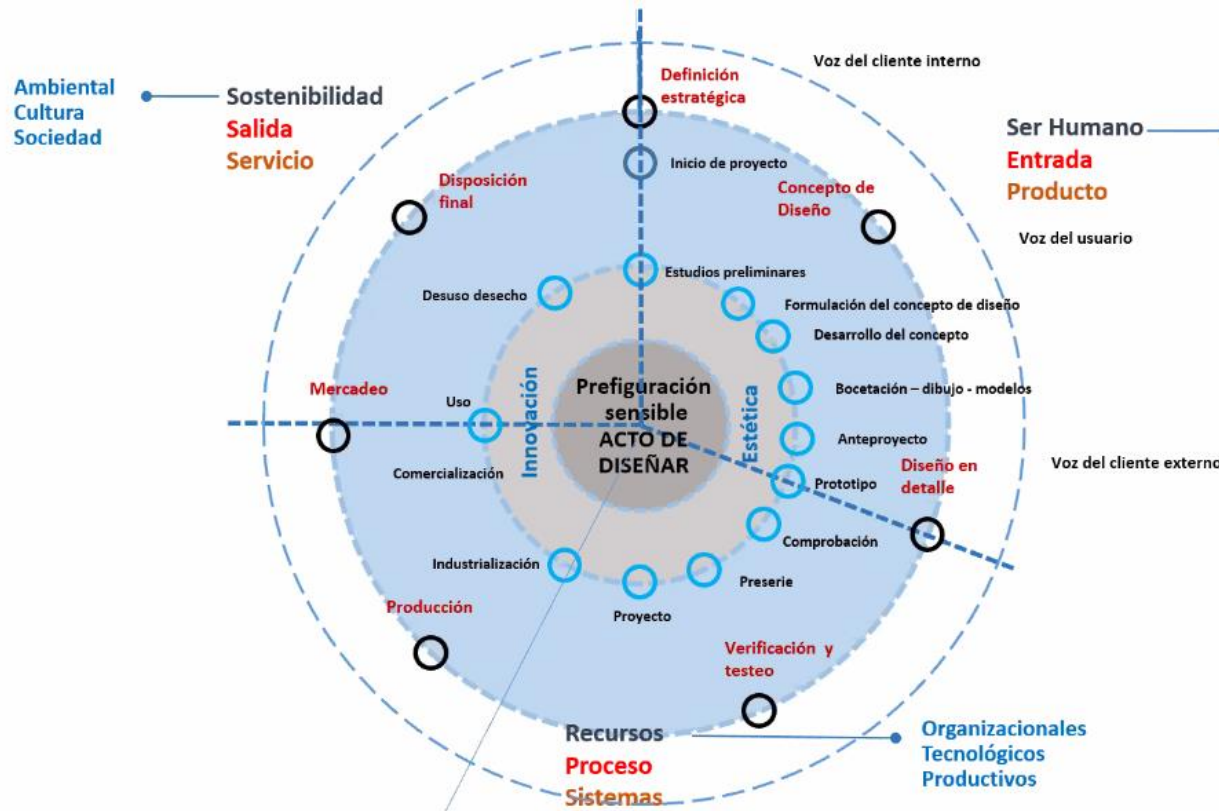 Ambiental
Cultura
Sociedad
Sostenibilidad
Salida
Servicio
Voz del cliente interno
Definición
estratégica
Ser Humano
Entrada
Producto
Inicio de proyecto
Disposición
final
Concepto de
Diseño
Voz del usuario
Estudios preliminares
Desuso desecho
Formulación del concepto de diseño
Desarrollo del concepto
Mercadeo
Uso
Innovación
Prefiguración
sensible
ACTO DE
DISEÑAR
Estética
Bocetación – dibujo - modelos
Anteproyecto
Comercialización
Prototipo
Diseño en
detalle
Voz del cliente externo
Comprobación
Industrialización
Preserie
Proyecto
Producción
Verificación y
testeo
Recursos
Proceso
Sistemas
Organizacionales
Tecnológicos
Productivos